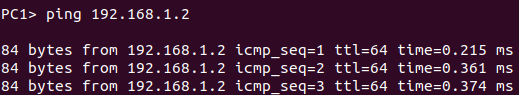 PC1> ping 192.168.1.2
84 bytes from 192.168.1.2 icmp_seq=1 ttl=64 time=0.215 ms
84 bytes from 192.168.1.2 icmp_seq=2 ttl=64 time=0.361 ms
84 bytes from 192.168.1.2 icmp_seq=3 ttl=64 time=0.374 ms